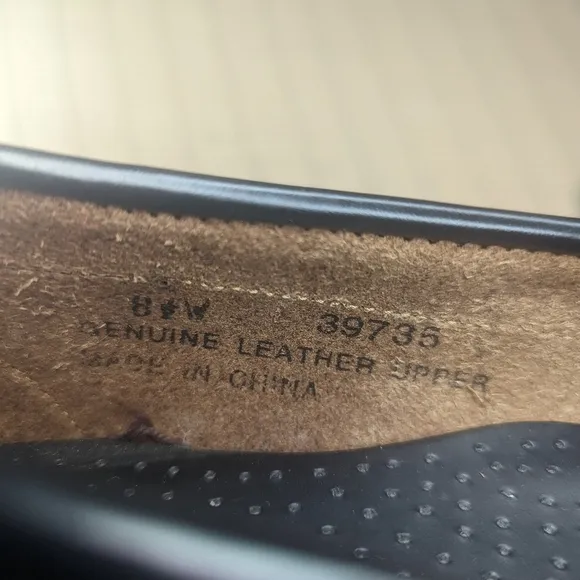 8½W 39735
GENUINE LEATHER UPPER
MADE IN CHINA